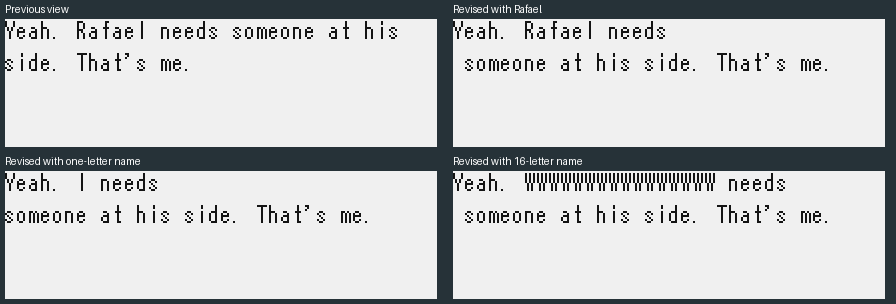 Previous view
Yeah. Rafael needs someone at his
side. That's me.
Revised with Rafael
Yeah. Rafael needs
someone at his side. That's me.
Revised with one-letter name
Yeah. I needs
someone at his side. That's me.
Revised with 16-letter name
Yeah. WWWWWWWWWWWWWWWW needs
someone at his side. That's me.